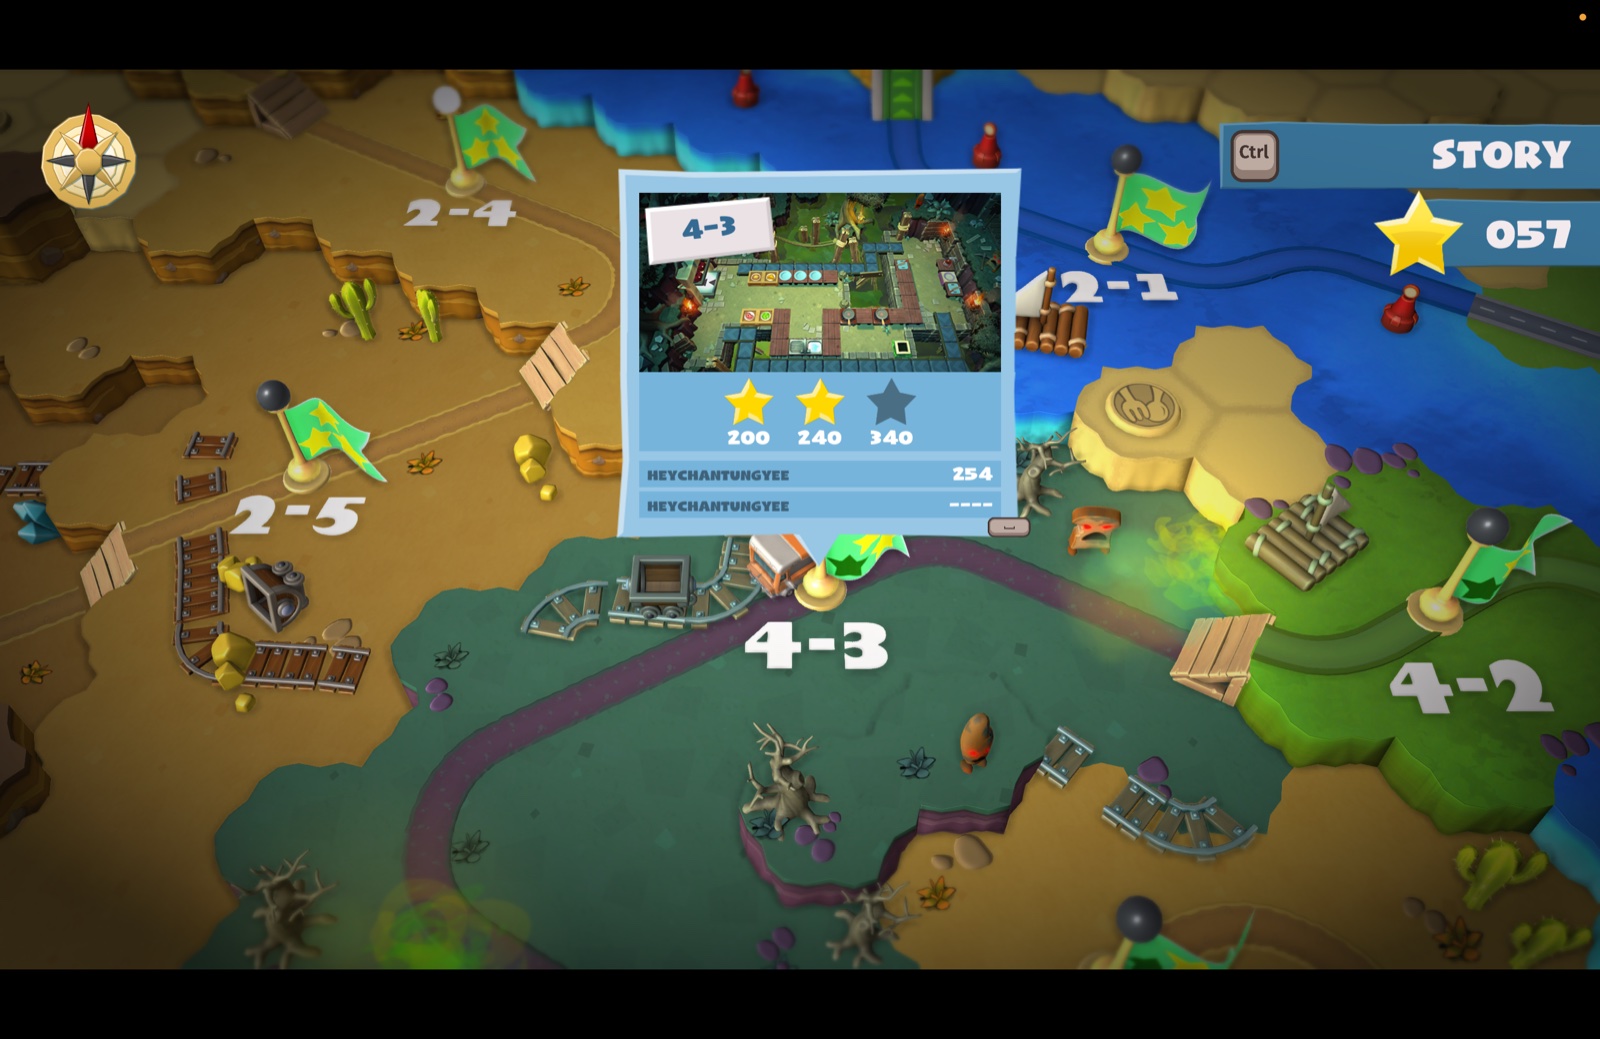 Ctrl STORY
057
2-4
4-3
2-1
200 240 340
HEYCHANTUNGYEE 254
HEYCHANTUNGYEE ----
2-5
4-3
4-2